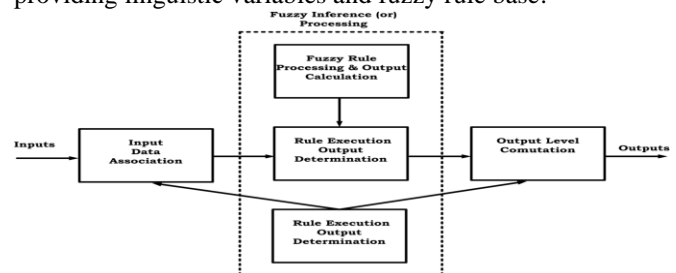 providing linguistic variables and fuzzy rule base.
Fuzzy Inference (or)
Processing
Fuzzy Rule
Processing & Output
Calculation
Inputs
Input
Data
Association
Rule Execution
Output
Determination
Output Level
Comutation
Outputs
Rule Execution
Output
Determination